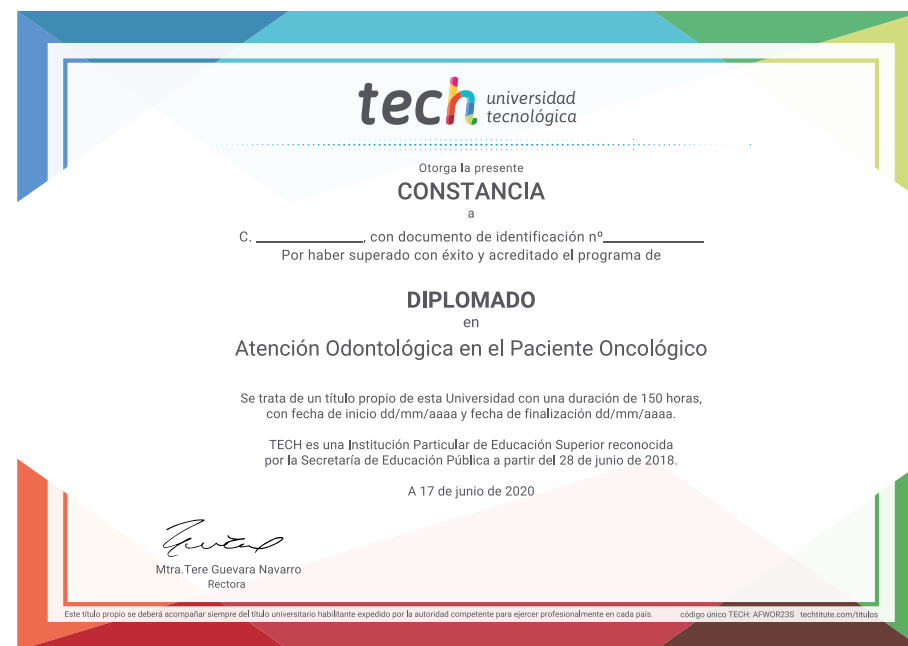 tech universidad
tecnológica
Otorga la presente
CONSTANCIA
a
C. ____________, con documento de identificación nº____________
Por haber superado con éxito y acreditado el programa de
DIPLOMADO
en
Atención Odontológica en el Paciente Oncológico
Se trata de un título propio de esta Universidad con una duración de 150 horas,
con fecha de inicio dd/mm/aaaa y fecha de finalización dd/mm/aaaa.
TECH es una Institución Particular de Educación Superior reconocida
por la Secretaría de Educación Pública a partir del 28 de junio de 2018.
A 17 de junio de 2020
Mtra.Tere Guevara Navarro
Rectora
Este título propio se deberá acompañar siempre del título universitario habilitante expedido por la autoridad competente para ejercer profesionalmente en cada país. código único TECH: AFWOR23S techtitute.com/titulos